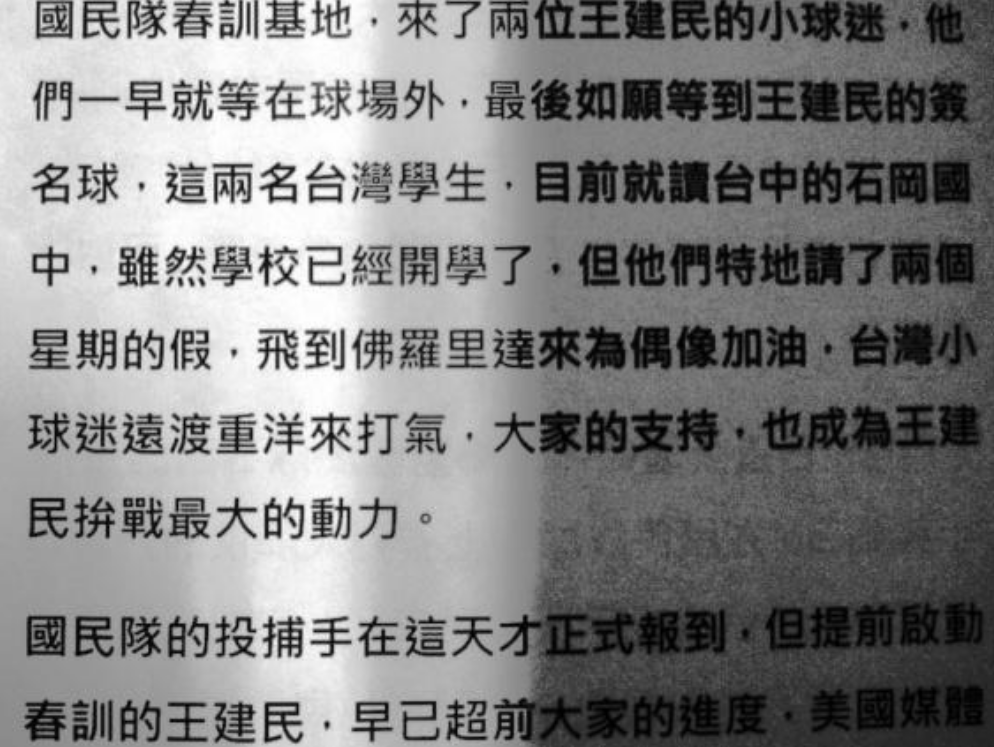 國民隊春訓基地，來了兩位王建民的小球迷，他
們一早就等在球場外，最後如願等到王建民的簽
名球，這兩名台灣學生，目前就讀台中的石岡國
中，雖然學校已經開學了，但他們特地請了兩個
星期的假，飛到佛羅里達來為偶像加油，台灣小
球迷遠渡重洋來打氣，大家的支持，也成為王建
民拚戰最大的動力。
國民隊的投捕手在這天才正式報到，但提前啟動
春訓的王建民，早已超前大家的進度，美國媒體